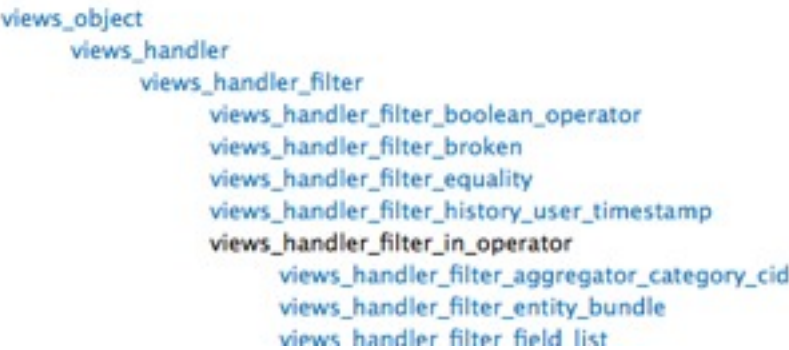 views_object
views_handler
views_handler_filter
views_handler_filter_boolean_operator
views_handler_filter_broken
views_handler_filter_equality
views_handler_filter_history_user_timestamp
views_handler_filter_in_operator
views_handler_filter_aggregator_category_cid
views_handler_filter_entity_bundle
views_handler_filter_field_list